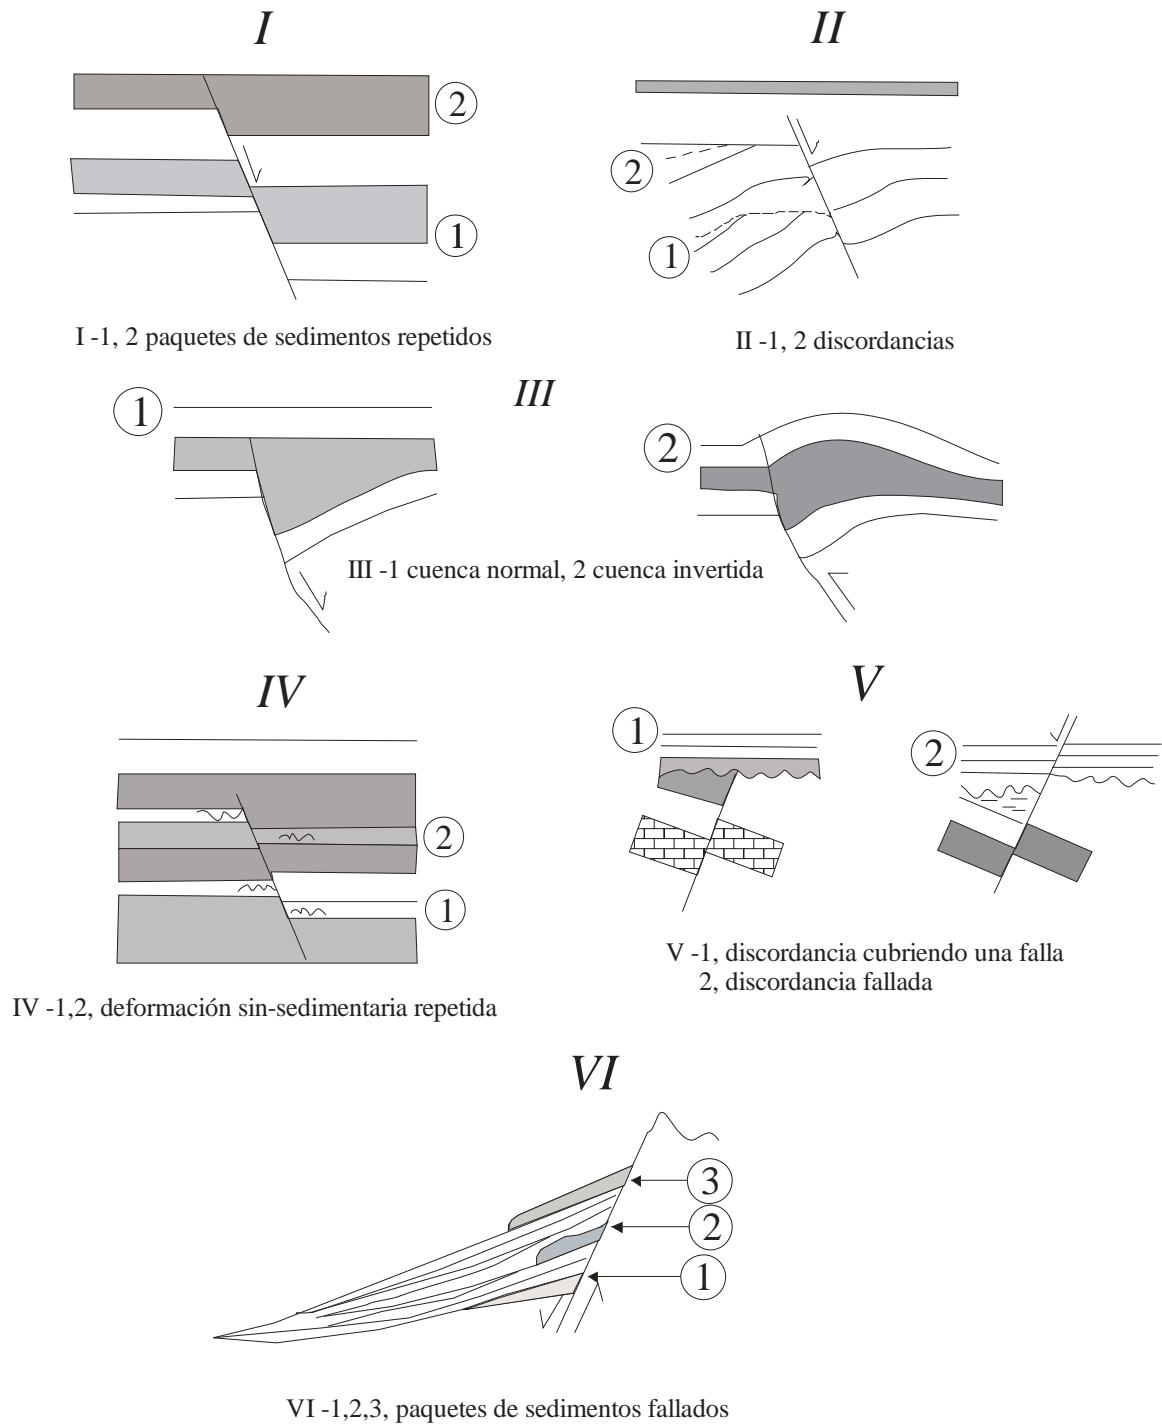 I
II
2
1
2
1
I -1, 2 paquetes de sedimentos repetidos
II -1, 2 discordancias
III
1
2
III -1 cuenca normal, 2 cuenca invertida
IV
V
1
2
2
1
V -1, discordancia cubriendo una falla
2, discordancia fallada
IV -1,2, deformación sin-sedimentaria repetida
VI
3
2
1
VI -1,2,3, paquetes de sedimentos fallados